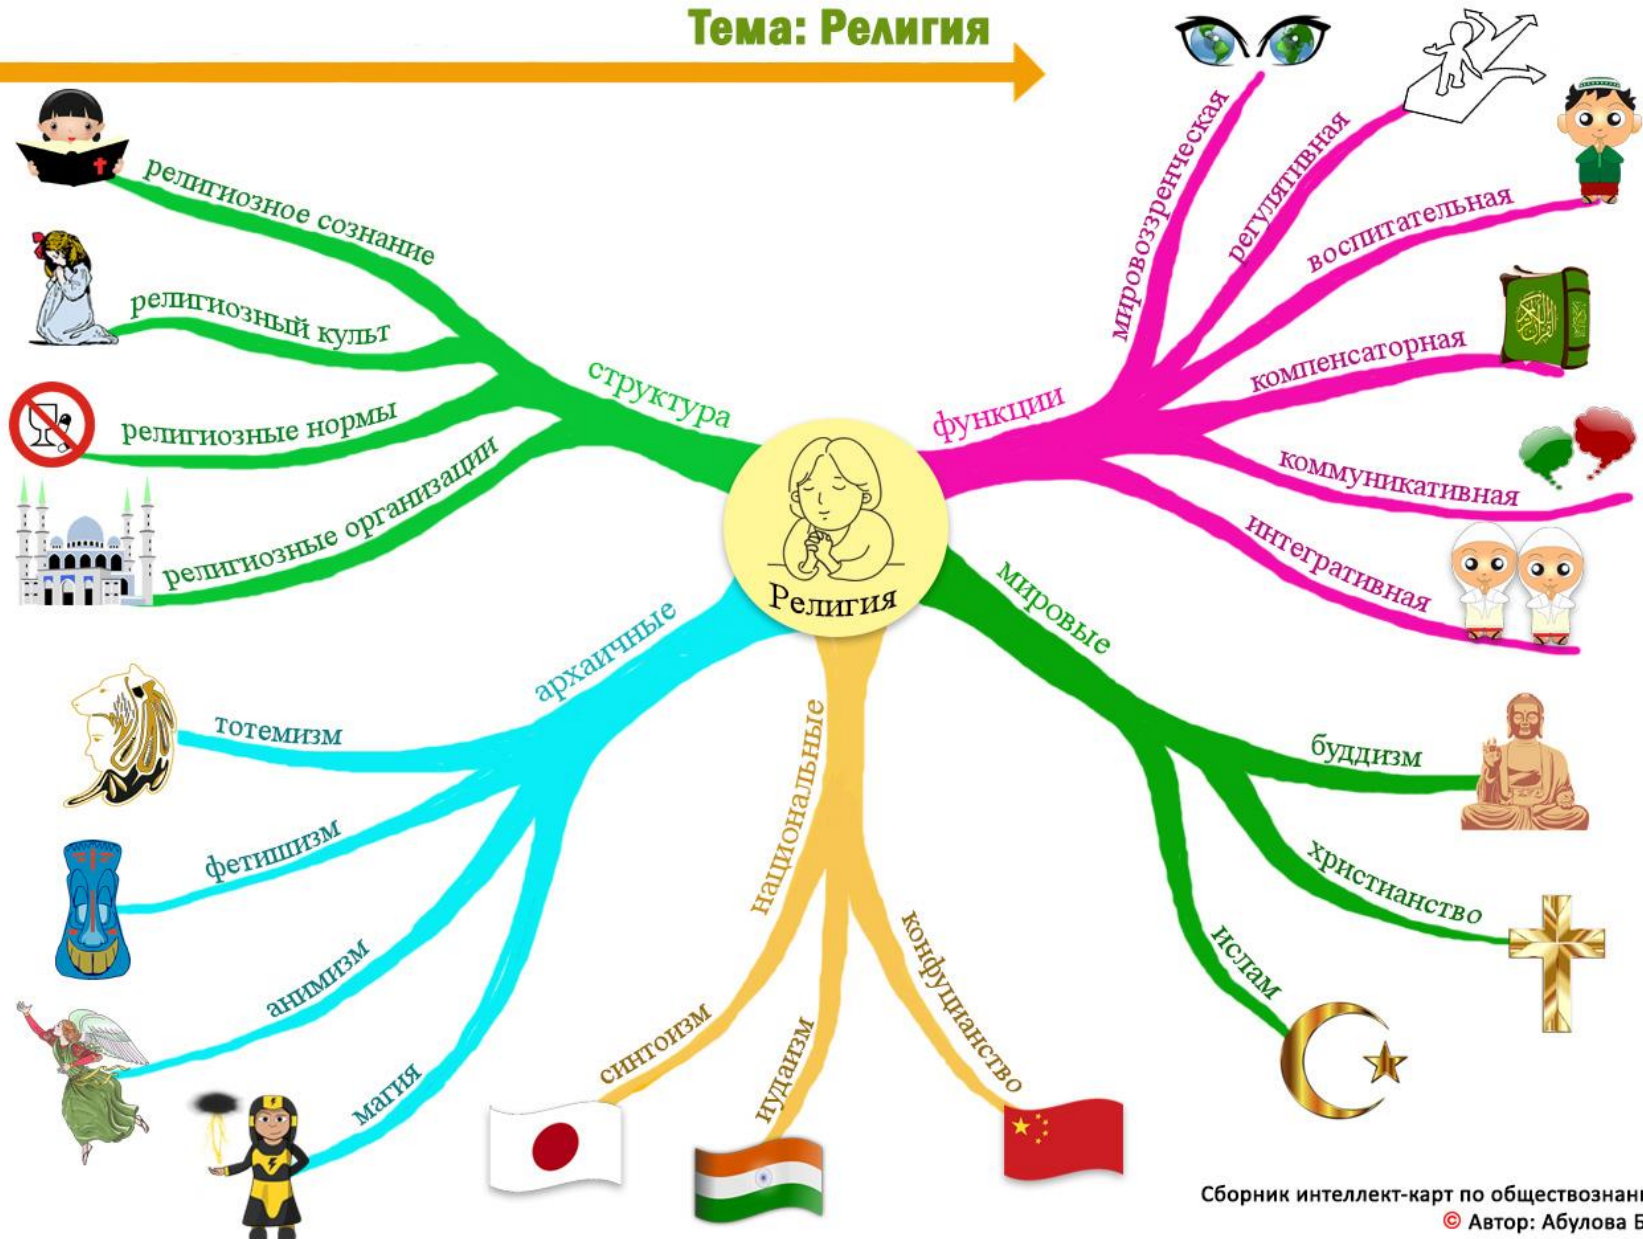 Тема: Религия
религиозное сознание
религиозный культ
религиозные нормы
религиозные организации
структура
функции
мировоззренческая
регулятивная
воспитательная
компенсаторная
коммуникативная
интегративная
Религия
архаичные
тотемизм
фетишизм
анимизм
магия
национальные
синтоизм
иудаизм
конфуцианство
мировые
буддизм
христианство
ислам
Сборник интеллект-карт по обществознани
© Автор: Абулова Б